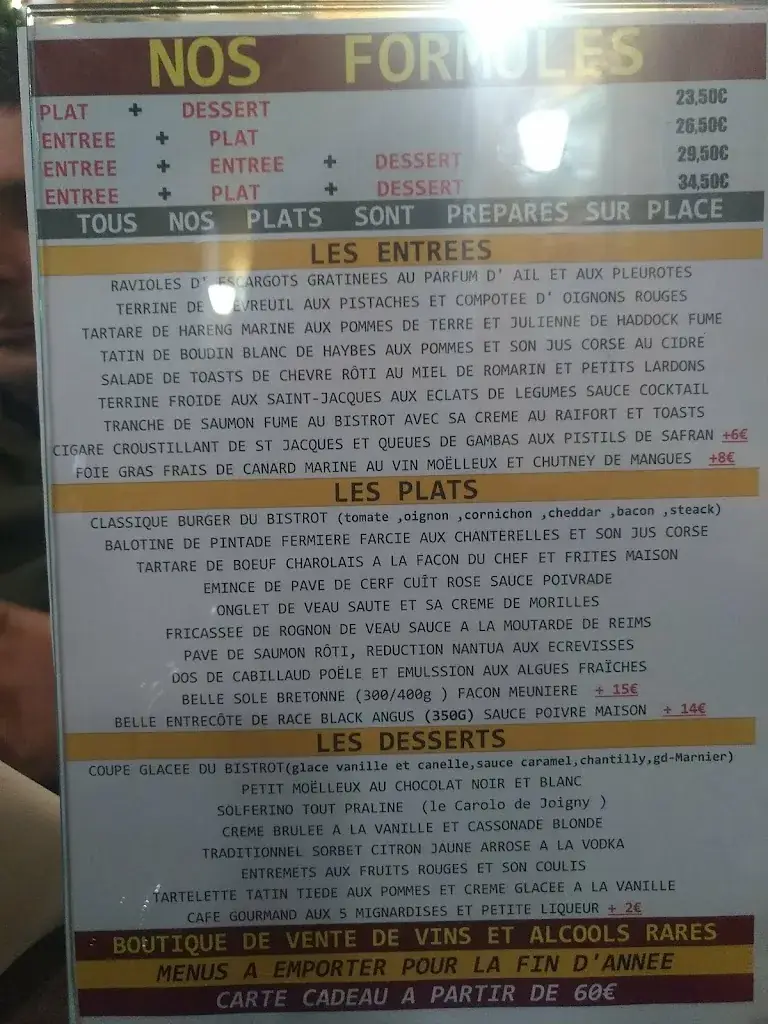 NOS FORMULES
PLAT + DESSERT 23,50€
ENTREE + PLAT 26,50€
ENTREE + ENTREE + DESSERT 29,50€
ENTREE + PLAT + DESSERT 34,50€
TOUS NOS PLATS SONT PREPARES SUR PLACE
LES ENTREES
RAVIOLES D' ESCARGOTS GRATINEES AU PARFUM D' AIL ET AUX PLEUROTES
TERRINE DE CHEVREUIL AUX PISTACHES ET COMPOTEE D' OIGNONS ROUGES
TARTARE DE HARENG MARINE AUX POMMES DE TERRE ET JULIENNE DE HADDOCK FUME
TATIN DE BOUDIN BLANC DE HAYBES AUX POMMES ET SON JUS CORSE AU CIDRE
SALADE DE TOASTS DE CHEVRE RÔTI AU MIEL DE ROMARIN ET PETITS LARDONS
TERRINE FROIDE AUX SAINT-JACQUES AUX ECLATS DE LEGUMES SAUCE COCKTAIL
TRANCHE DE SAUMON FUME AU BISTROT AVEC SA CREME AU RAIFORT ET TOASTS
CIGARE CROUSTILLANT DE ST JACQUES ET QUEUES DE GAMBAS AUX PISTILS DE SAFRAN +6€
FOIE GRAS FRAIS DE CANARD MARINE AU VIN MOËLLEUX ET CHUTNEY DE MANGUES +8€
LES PLATS
CLASSIQUE BURGER DU BISTROT (tomate ,oignon ,cornichon ,cheddar ,bacon ,steack)
BALOTINE DE PINTADE FERMIERE FARCIE AUX CHANTERELLES ET SON JUS CORSE
TARTARE DE BOEUF CHAROLAIS A LA FACON DU CHEF ET FRITES MAISON
EMINCE DE PAVE DE CERF CUÎT ROSE SAUCE POIVRADE
ONGLET DE VEAU SAUTE ET SA CREME DE MORILLES
FRICASSEE DE ROGNON DE VEAU SAUCE A LA MOUTARDE DE REIMS
PAVE DE SAUMON RÔTI, REDUCTION NANTUA AUX ECREVISSES
DOS DE CABILLAUD POËLE ET EMULSSION AUX ALGUES FRAÎCHES
BELLE SOLE BRETONNE (300/400g ) FACON MEUNIERE + 15€
BELLE ENTRECÔTE DE RACE BLACK ANGUS (350G) SAUCE POIVRE MAISON + 14€
LES DESSERTS
COUPE GLACEE DU BISTROT(glace vanille et canelle,sauce caramel,chantilly,gd-Marnier)
PETIT MOËLLEUX AU CHOCOLAT NOIR ET BLANC
SOLFERINO TOUT PRALINE (le Carolo de Joigny )
CREME BRULEE A LA VANILLE ET CASSONADE BLONDE
TRADITIONNEL SORBET CITRON JAUNE ARROSE A LA VODKA
ENTREMETS AUX FRUITS ROUGES ET SON COULIS
TARTELETTE TATIN TIEDE AUX POMMES ET CREME GLACEE A LA VANILLE
CAFE GOURMAND AUX 5 MIGNARDISES ET PETITE LIQUEUR + 2€
BOUTIQUE DE VENTE DE VINS ET ALCOOLS RARES
MENUS A EMPORTER POUR LA FIN D'ANNEE
CARTE CADEAU A PARTIR DE 60€